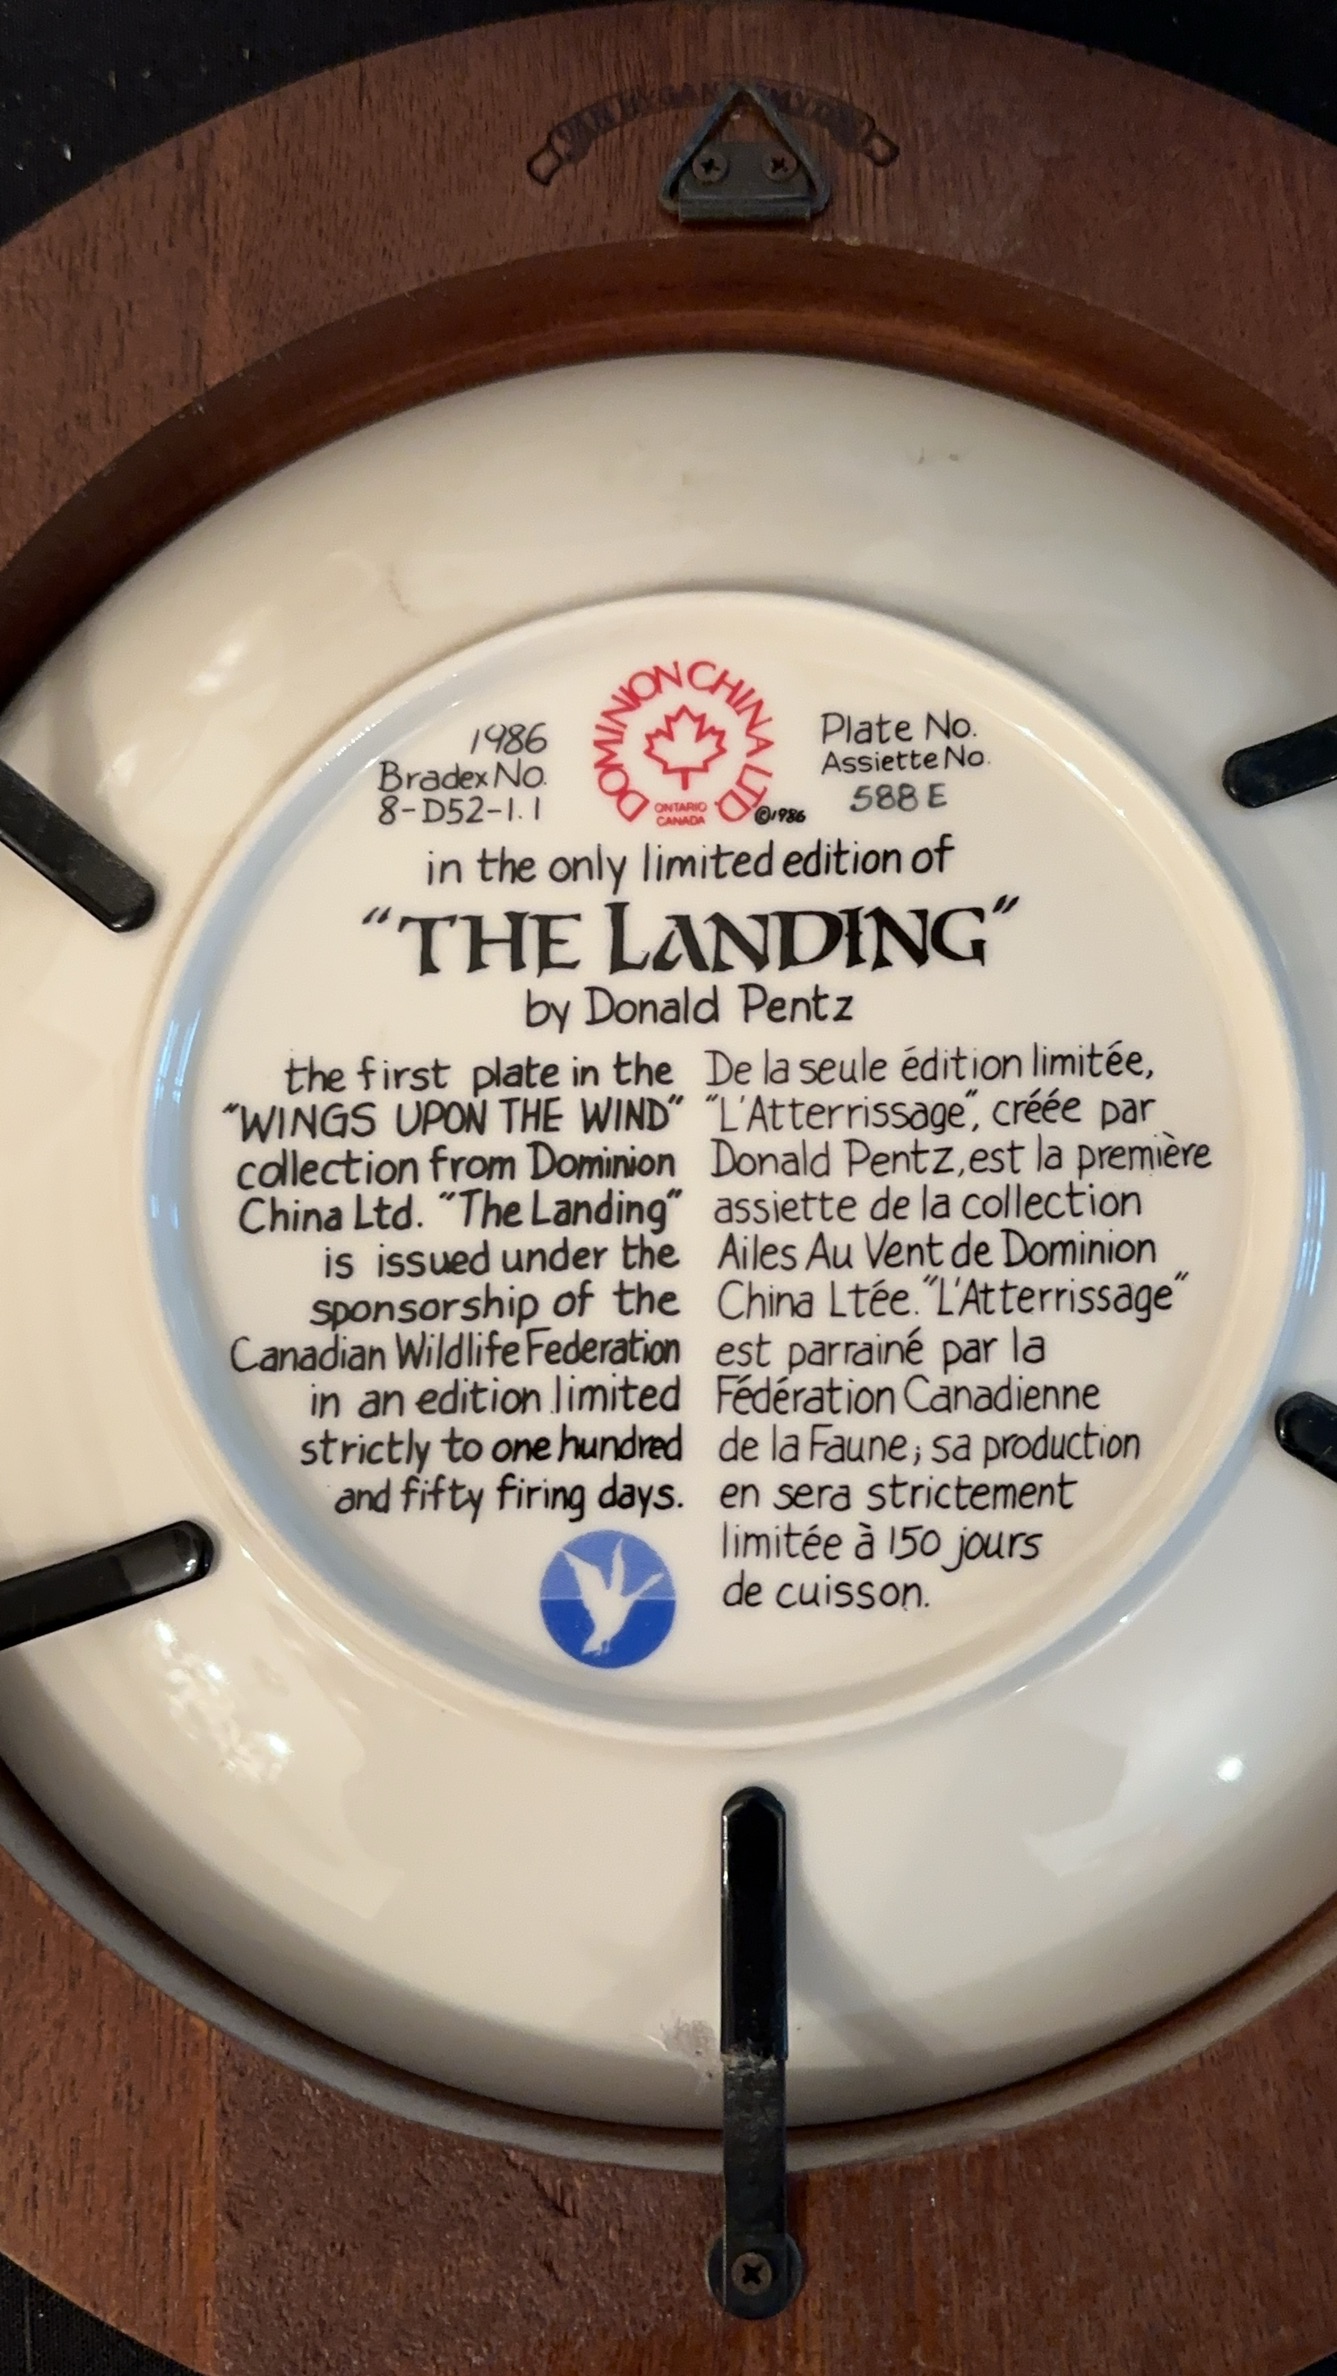 1986
Bradex No.
8-D52-1.1
DOMINION CHINA LTD
ONTARIO
CANADA
©1986
Plate No.
Assiette No.
588 E
in the only limited edition of
"THE LANDING"
by Donald Pentz
the first plate in the
"WINGS UPON THE WIND"
collection from Dominion
China Ltd. "The Landing"
is issued under the
sponsorship of the
Canadian Wildlife Federation
in an edition limited
strictly to one hundred
and fifty firing days.
De la seule édition limitée,
"L'Atterrissage", créée par
Donald Pentz, est la première
assiette de la collection
Ailes Au Vent de Dominion
China Ltée. "L'Atterrissage"
est parrainé par la
Fédération Canadienne
de la Faune; sa production
en sera strictement
limitée à 150 jours
de cuisson.